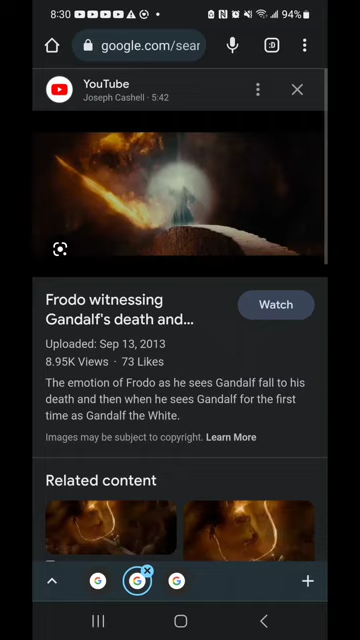 8:30
94%
google.com/sear
:D
YouTube
Joseph Cashell · 5:42
Frodo witnessing
Gandalf's death and...
Watch
Uploaded: Sep 13, 2013
8.95K Views · 73 Likes
The emotion of Frodo as he sees Gandalf fall to his
death and then when he sees Gandalf for the first
time as Gandalf the White.
Images may be subject to copyright. Learn More
Related content